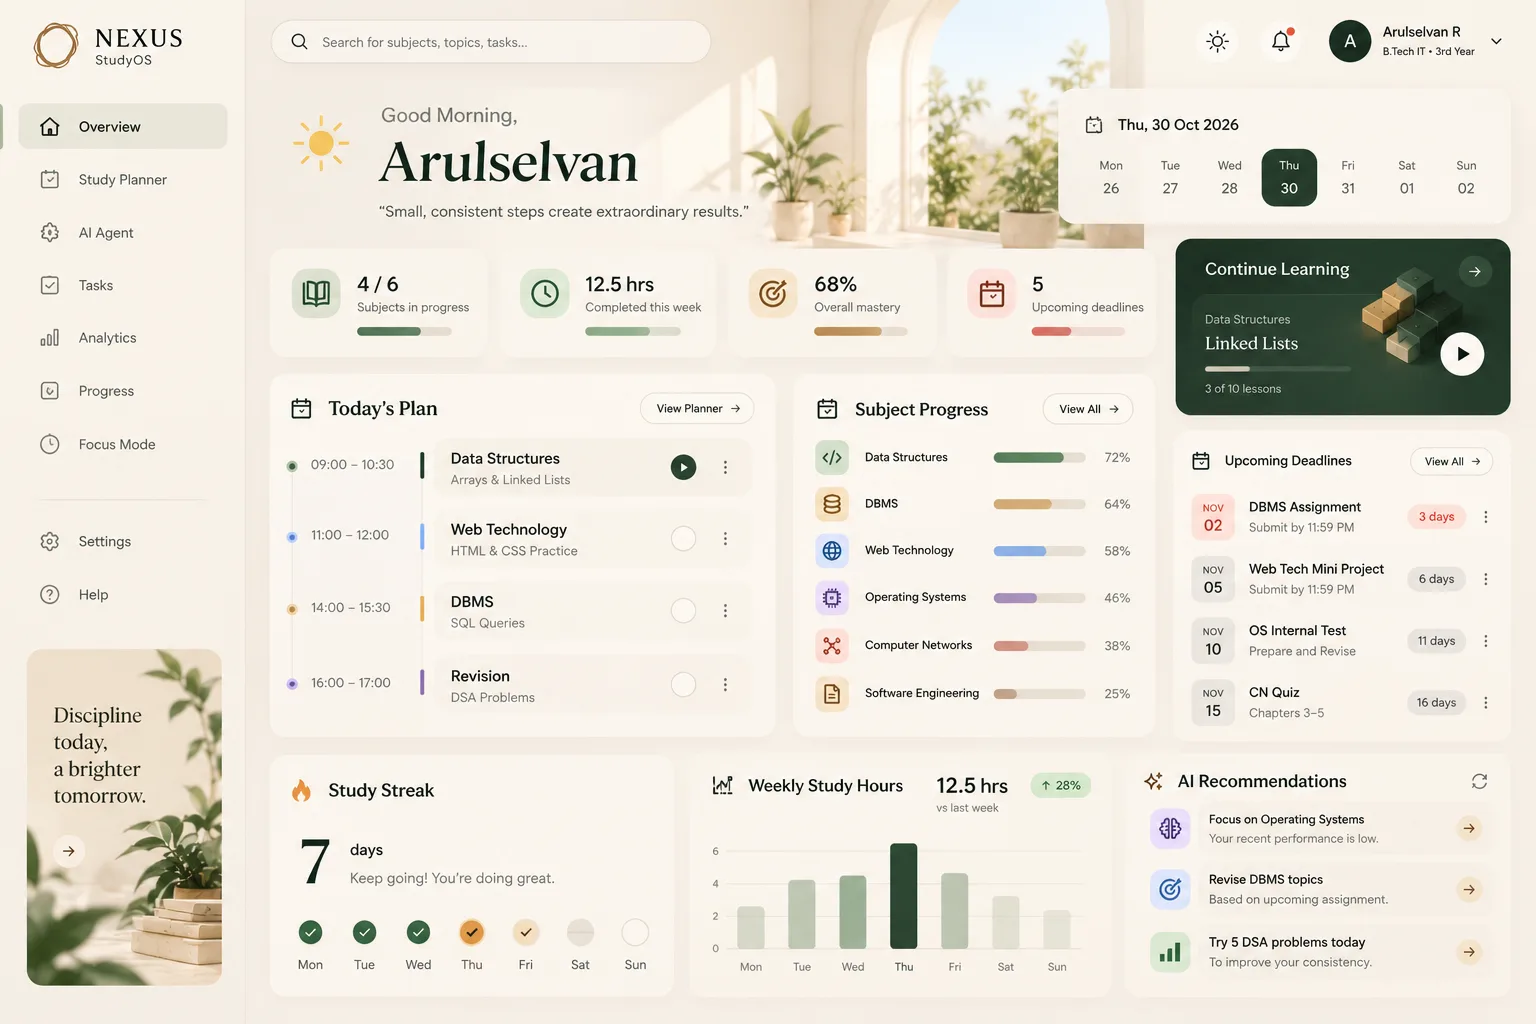 NEXUS
StudyOS
Overview
Study Planner
AI Agent
Tasks
Analytics
Progress
Focus Mode
Settings
Help
Discipline
today,
a brighter
tomorrow.
Search for subjects, topics, tasks...
A
Arulselvan R
B.Tech IT • 3rd Year
Good Morning,
Arulselvan
“Small, consistent steps create extraordinary results.”
Thu, 30 Oct 2026
Mon Tue Wed Thu Fri Sat Sun
26 27 28 30 31 01 02
4 / 6
Subjects in progress
12.5 hrs
Completed this week
68%
Overall mastery
5
Upcoming deadlines
Continue Learning
Data Structures
Linked Lists
3 of 10 lessons
Today’s Plan
View Planner →
09:00 – 10:30
Data Structures
Arrays & Linked Lists
11:00 – 12:00
Web Technology
HTML & CSS Practice
14:00 – 15:30
DBMS
SQL Queries
16:00 – 17:00
Revision
DSA Problems
Subject Progress
View All →
Data Structures 72%
DBMS 64%
Web Technology 58%
Operating Systems 46%
Computer Networks 38%
Software Engineering 25%
Upcoming Deadlines
View All →
NOV
02
DBMS Assignment
Submit by 11:59 PM
3 days
NOV
05
Web Tech Mini Project
Submit by 11:59 PM
6 days
NOV
10
OS Internal Test
Prepare and Revise
11 days
NOV
15
CN Quiz
Chapters 3–5
16 days
Study Streak
7
days
Keep going! You’re doing great.
Mon Tue Wed Thu Fri Sat Sun
Weekly Study Hours
12.5 hrs
vs last week
↑ 28%
6
4
2
0
Mon Tue Wed Thu Fri Sat Sun
AI Recommendations
Focus on Operating Systems
Your recent performance is low.
Revise DBMS topics
Based on upcoming assignment.
Try 5 DSA problems today
To improve your consistency.